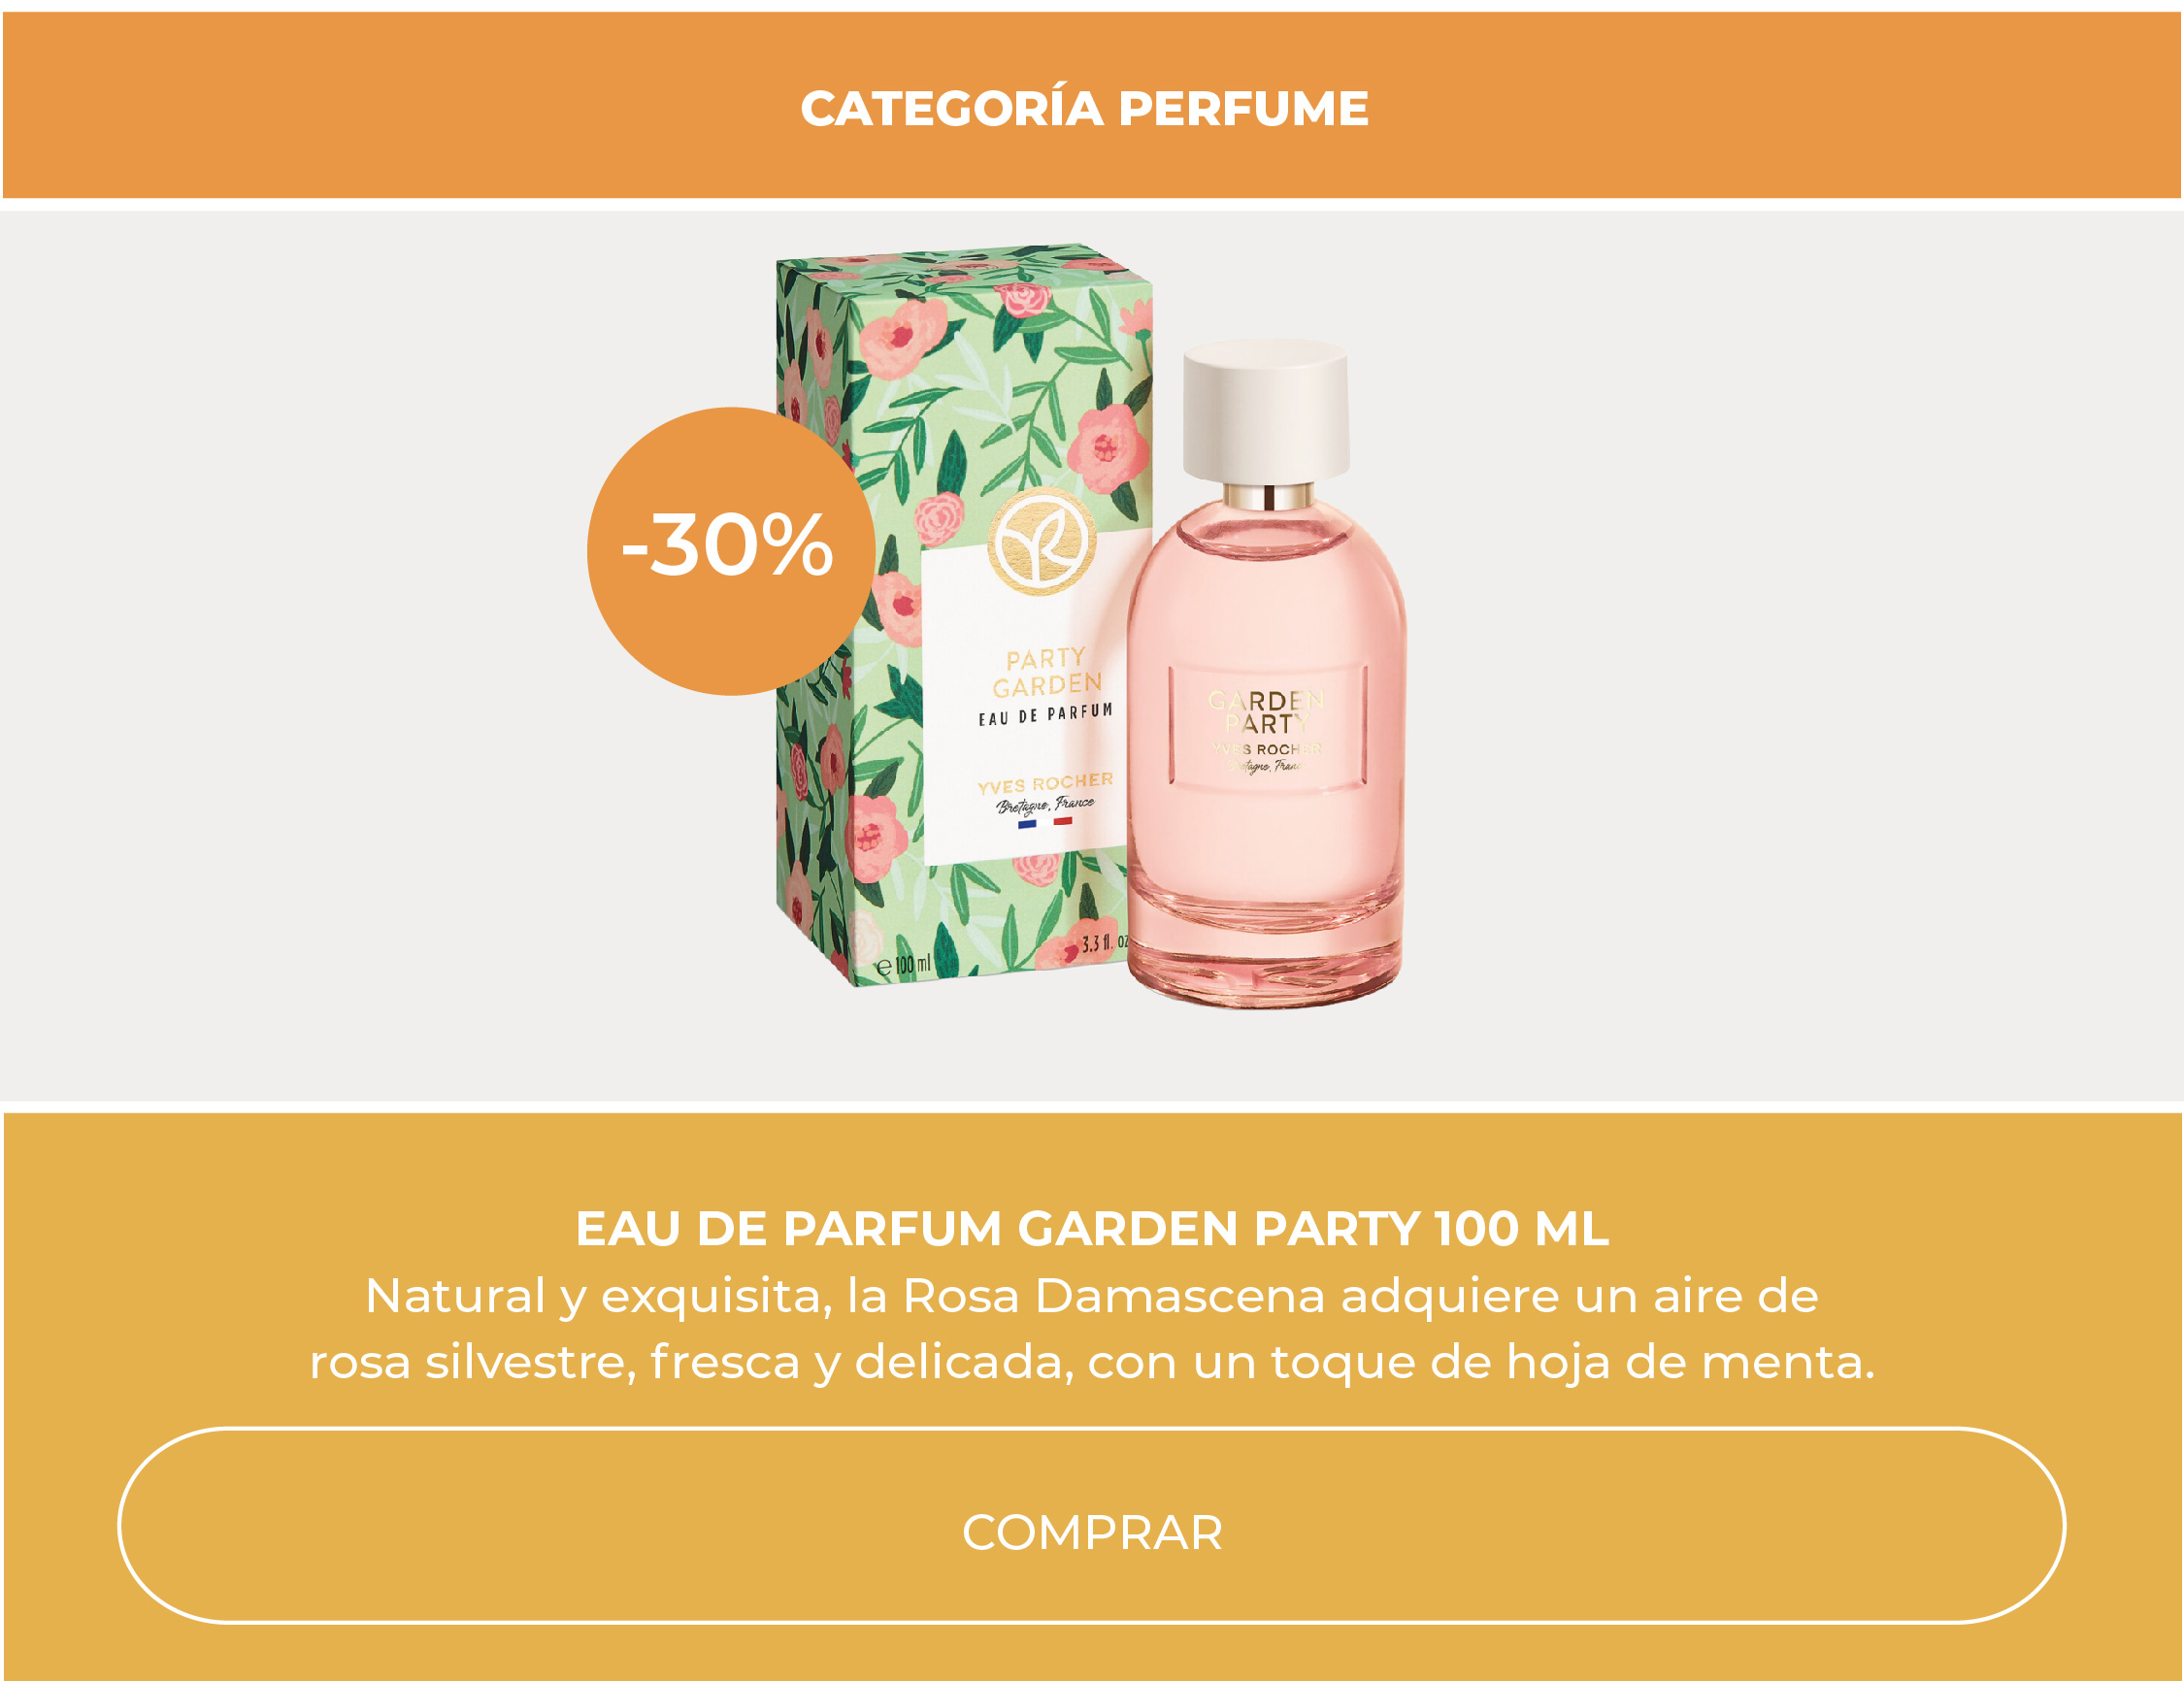 CATEGORÍA PERFUME
-30%
PARTY
GARDEN
EAU DE PARFUM
YVES ROCHER
Bretagne, France
e 100 ml
3.3 fl. oz
GARDEN
PARTY
YVES ROCHER
Bretagne, France
EAU DE PARFUM GARDEN PARTY 100 ML
Natural y exquisita, la Rosa Damascena adquiere un aire de
rosa silvestre, fresca y delicada, con un toque de hoja de menta.
COMPRAR